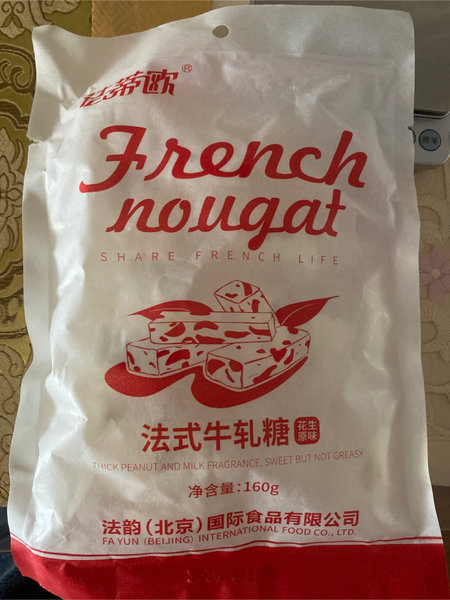 蒂欧®
French
nougat
SHARE FRENCH LIFE
法式牛轧糖 花生原味
THICK PEANUT AND MILK FRAGRANCE, SWEET BUT NOT GREASY
净含量:160g
法韵(北京)国际食品有限公司
FA YUN (BEIJING) INTERNATIONAL FOOD CO., LTD.